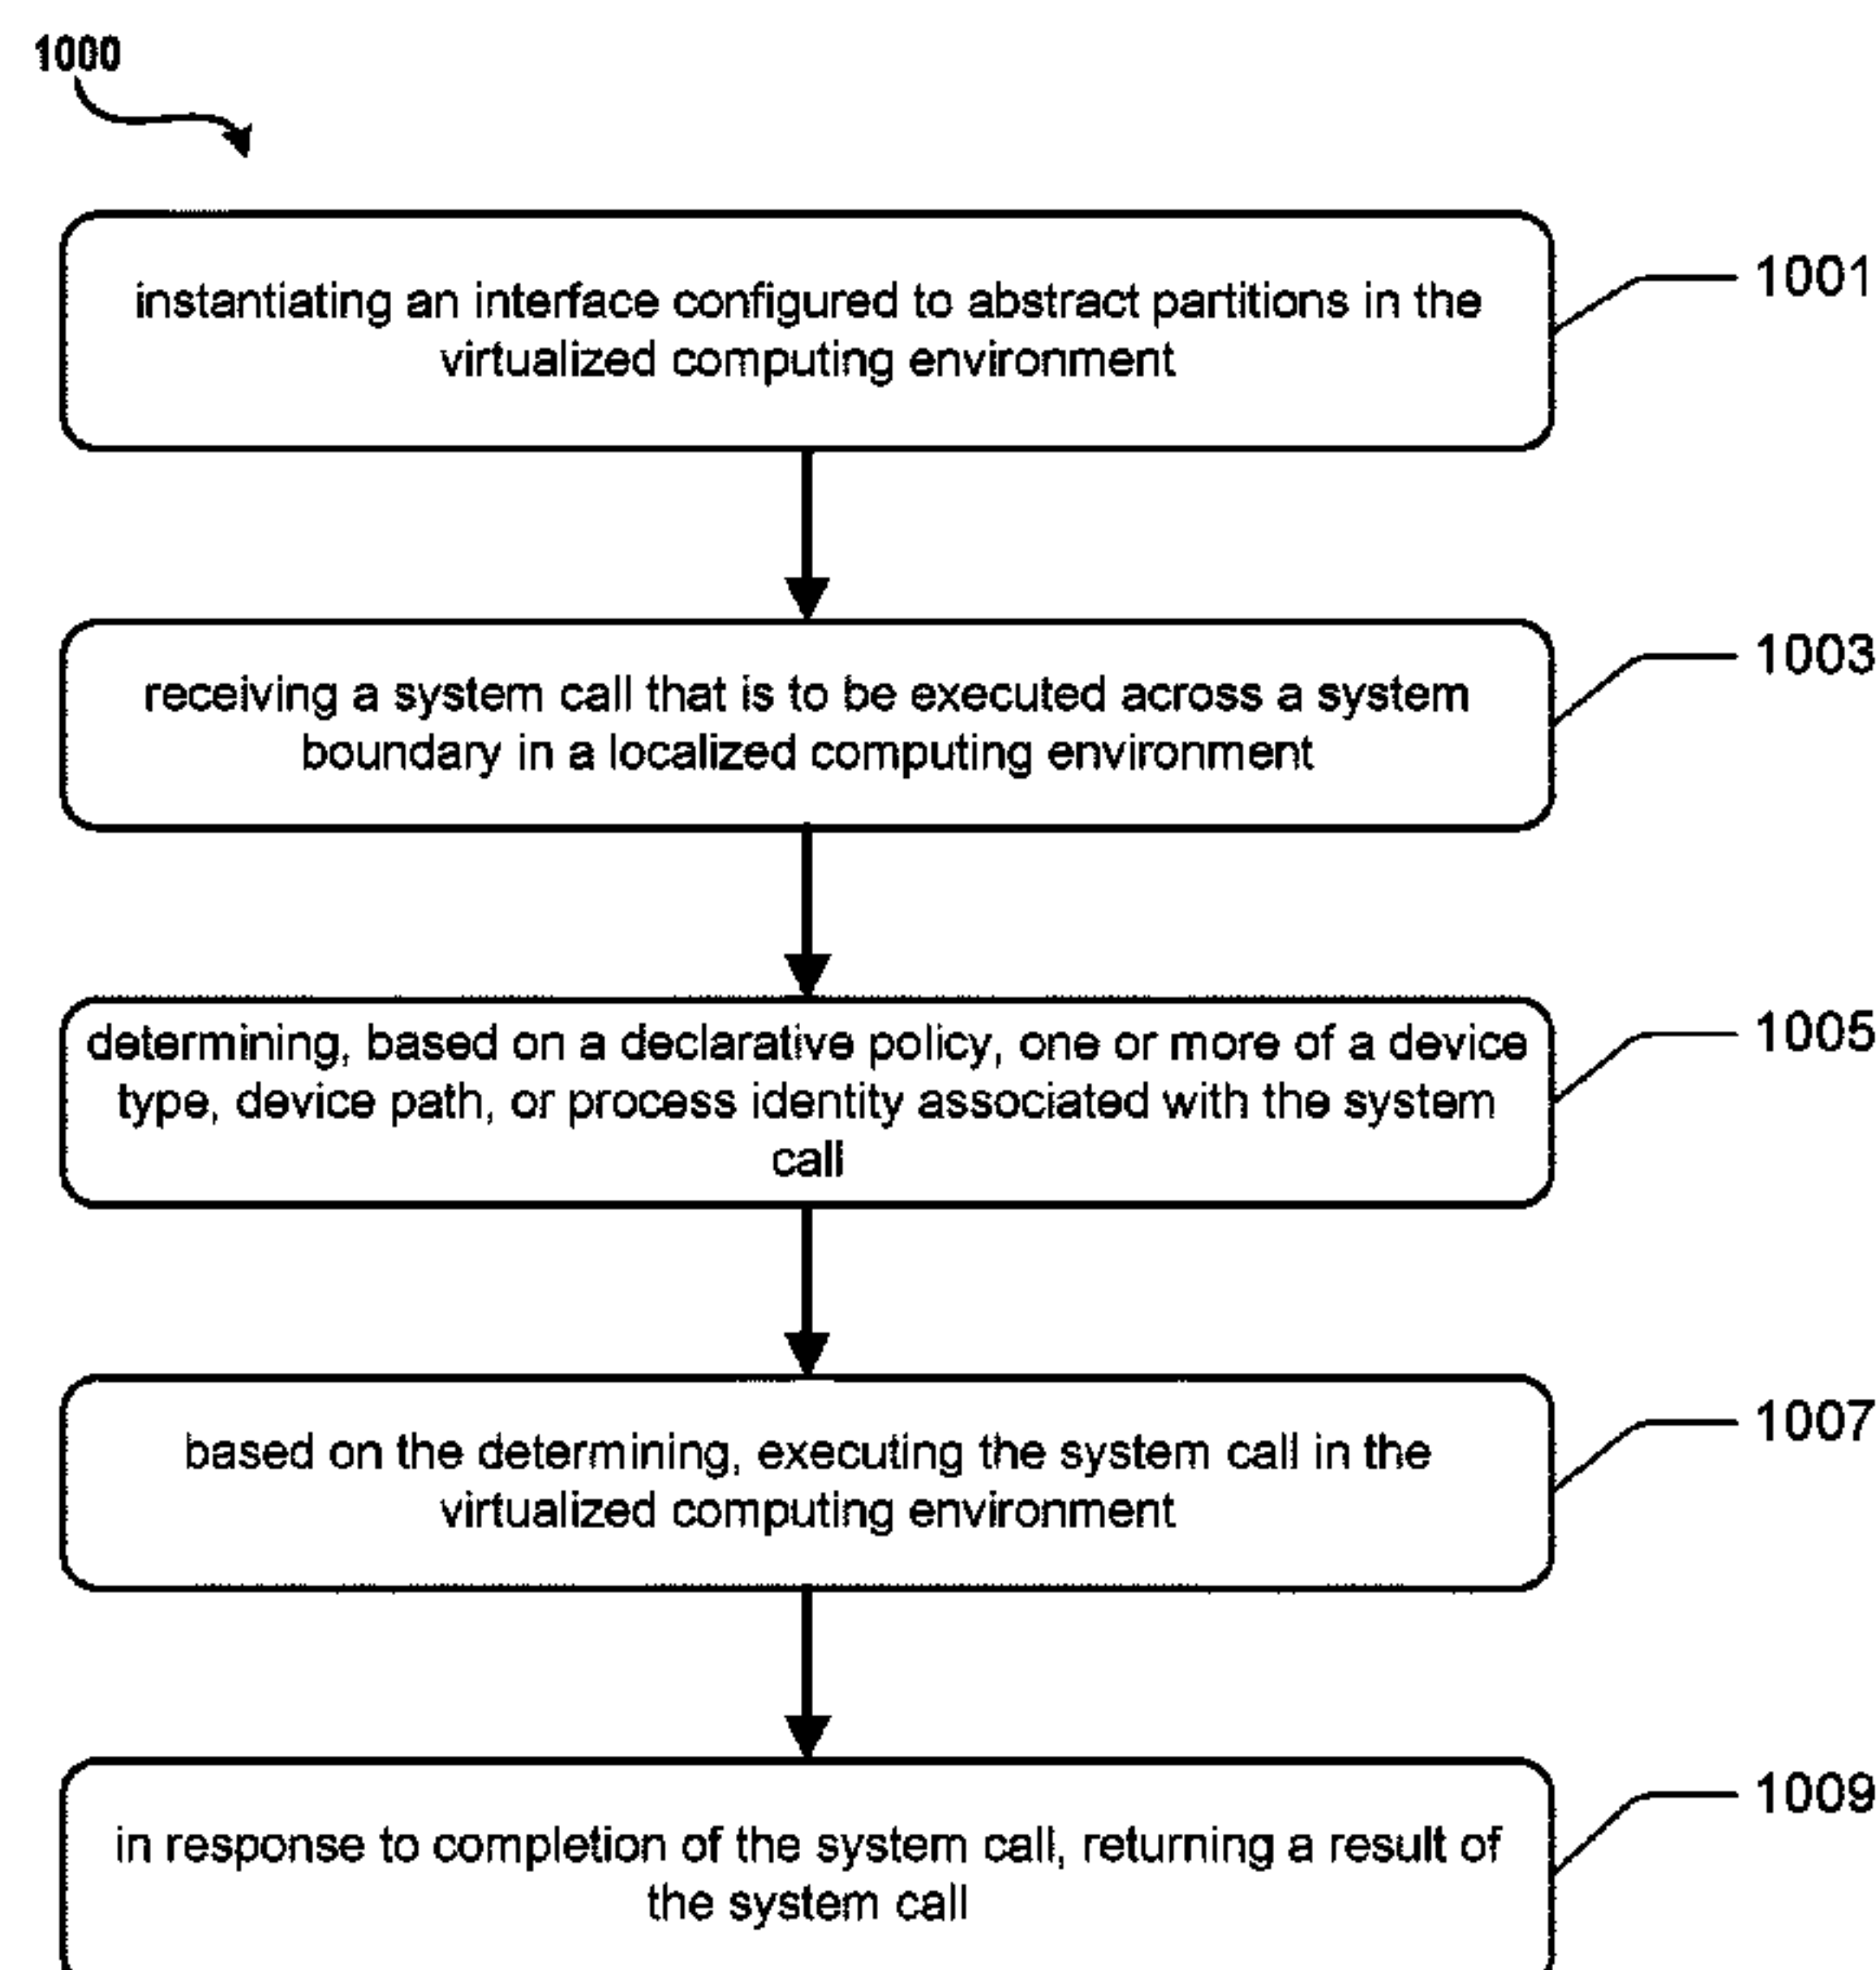 1000
instantiating an interface configured to abstract partitions in the
virtualized computing environment
1001
receiving a system call that is to be executed across a system
boundary in a localized computing environment
1003
determining, based on a declarative policy, one or more of a device
type, device path, or process identity associated with the system
call
1005
based on the determining, executing the system call in the
virtualized computing environment
1007
in response to completion of the system call, returning a result of
the system call
1009